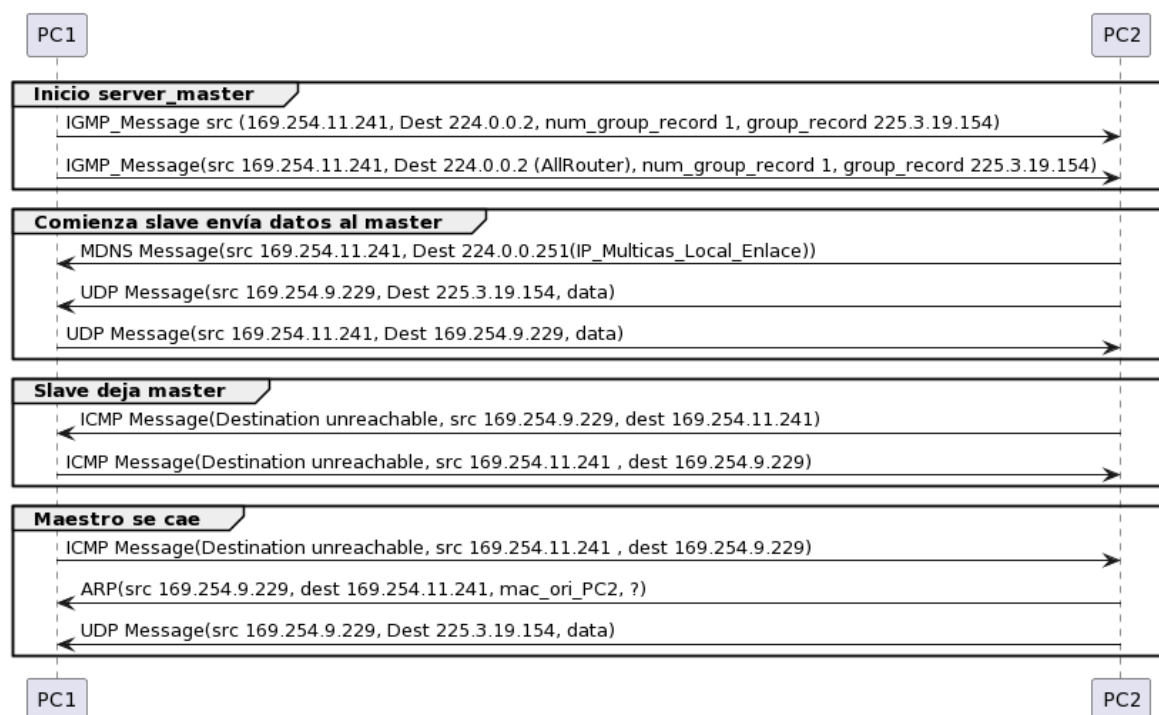 PC1 PC2
Inicio server_master
IGMP_Message src (169.254.11.241, Dest 224.0.0.2, num_group_record 1, group_record 225.3.19.154)
IGMP_Message(src 169.254.11.241, Dest 224.0.0.2 (AllRouter), num_group_record 1, group_record 225.3.19.154)
Comienza slave envía datos al master
MDNS Message(src 169.254.11.241, Dest 224.0.0.251(IP_Multicas_Local_Enlace))
UDP Message(src 169.254.9.229, Dest 225.3.19.154, data)
UDP Message(src 169.254.11.241, Dest 169.254.9.229, data)
Slave deja master
ICMP Message(Destination unreachable, src 169.254.9.229, dest 169.254.11.241)
ICMP Message(Destination unreachable, src 169.254.11.241 , dest 169.254.9.229)
Maestro se cae
ICMP Message(Destination unreachable, src 169.254.11.241 , dest 169.254.9.229)
ARP(src 169.254.9.229, dest 169.254.11.241, mac_ori_PC2, ?)
UDP Message(src 169.254.9.229, Dest 225.3.19.154, data)
PC1 PC2